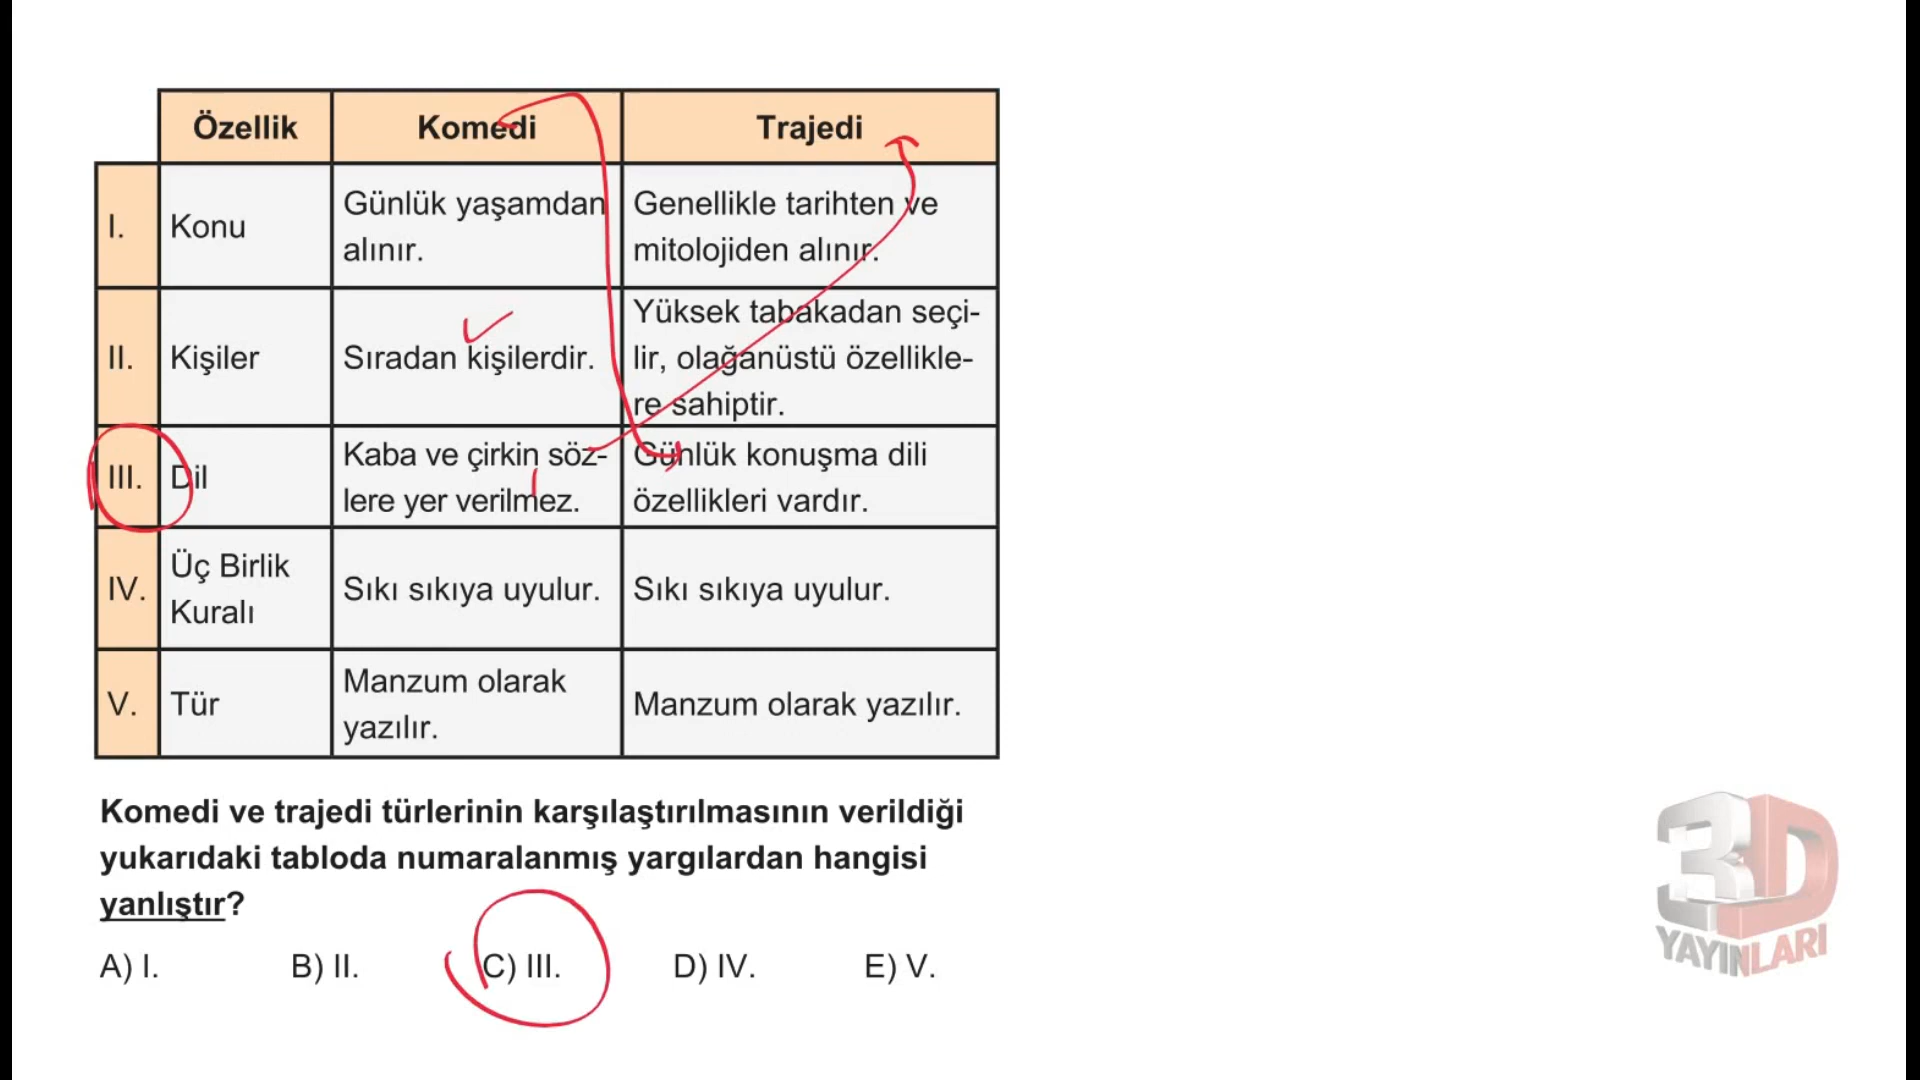 Özellik Komedi Trajedi
I. Konu Günlük yaşamdan alınır. Genellikle tarihten ve mitolojiden alınır.
II. Kişiler Sıradan kişilerdir. Yüksek tabakadan seçi-
lir, olağanüstü özellikle-
re sahiptir.
III. Dil Kaba ve çirkin söz-
lere yer verilmez. Günlük konuşma dili
özellikleri vardır.
IV. Üç Birlik Kuralı Sıkı sıkıya uyulur. Sıkı sıkıya uyulur.
V. Tür Manzum olarak yazılır. Manzum olarak yazılır.
Komedi ve trajedi türlerinin karşılaştırılmasının verildiği
yukarıdaki tabloda numaralanmış yargılardan hangisi
yanlıştır?
A) I. B) II. C) III. D) IV. E) V.
3D
YAYINLARI